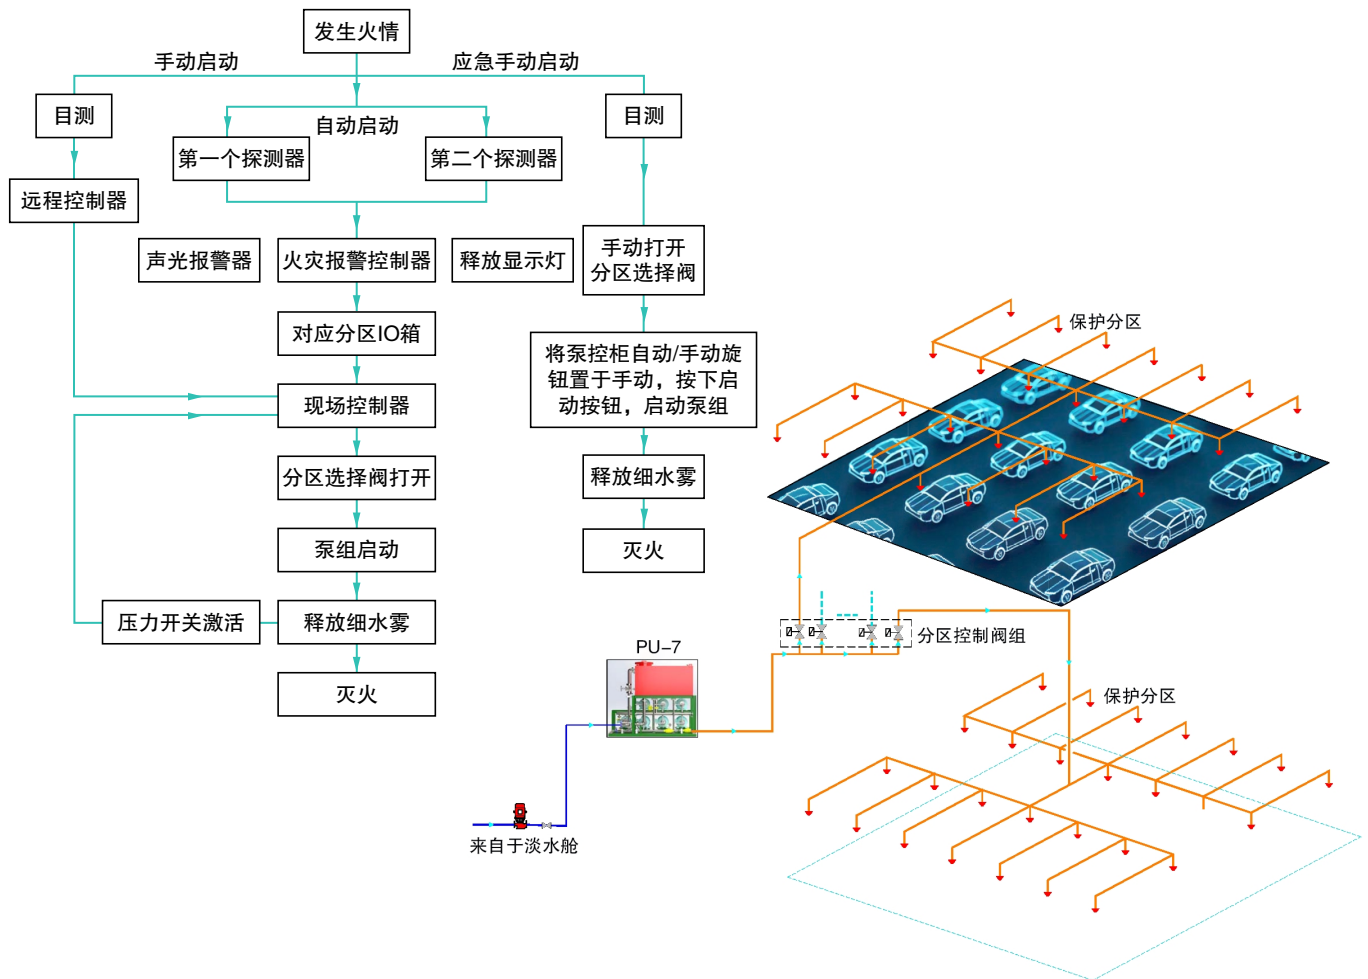 发生火情
手动启动
应急手动启动
目测
目测
自动启动
第一个探测器
第二个探测器
远程控制器
声光报警器
火灾报警控制器
释放显示灯
手动打开
分区选择阀
对应分区IO箱
将泵控柜自动/手动旋
钮置于手动，按下启
动按钮，启动泵组
现场控制器
分区选择阀打开
释放细水雾
泵组启动
灭火
压力开关激活
释放细水雾
灭火
保护分区
分区控制阀组
PU-7
保护分区
来自于淡水舱